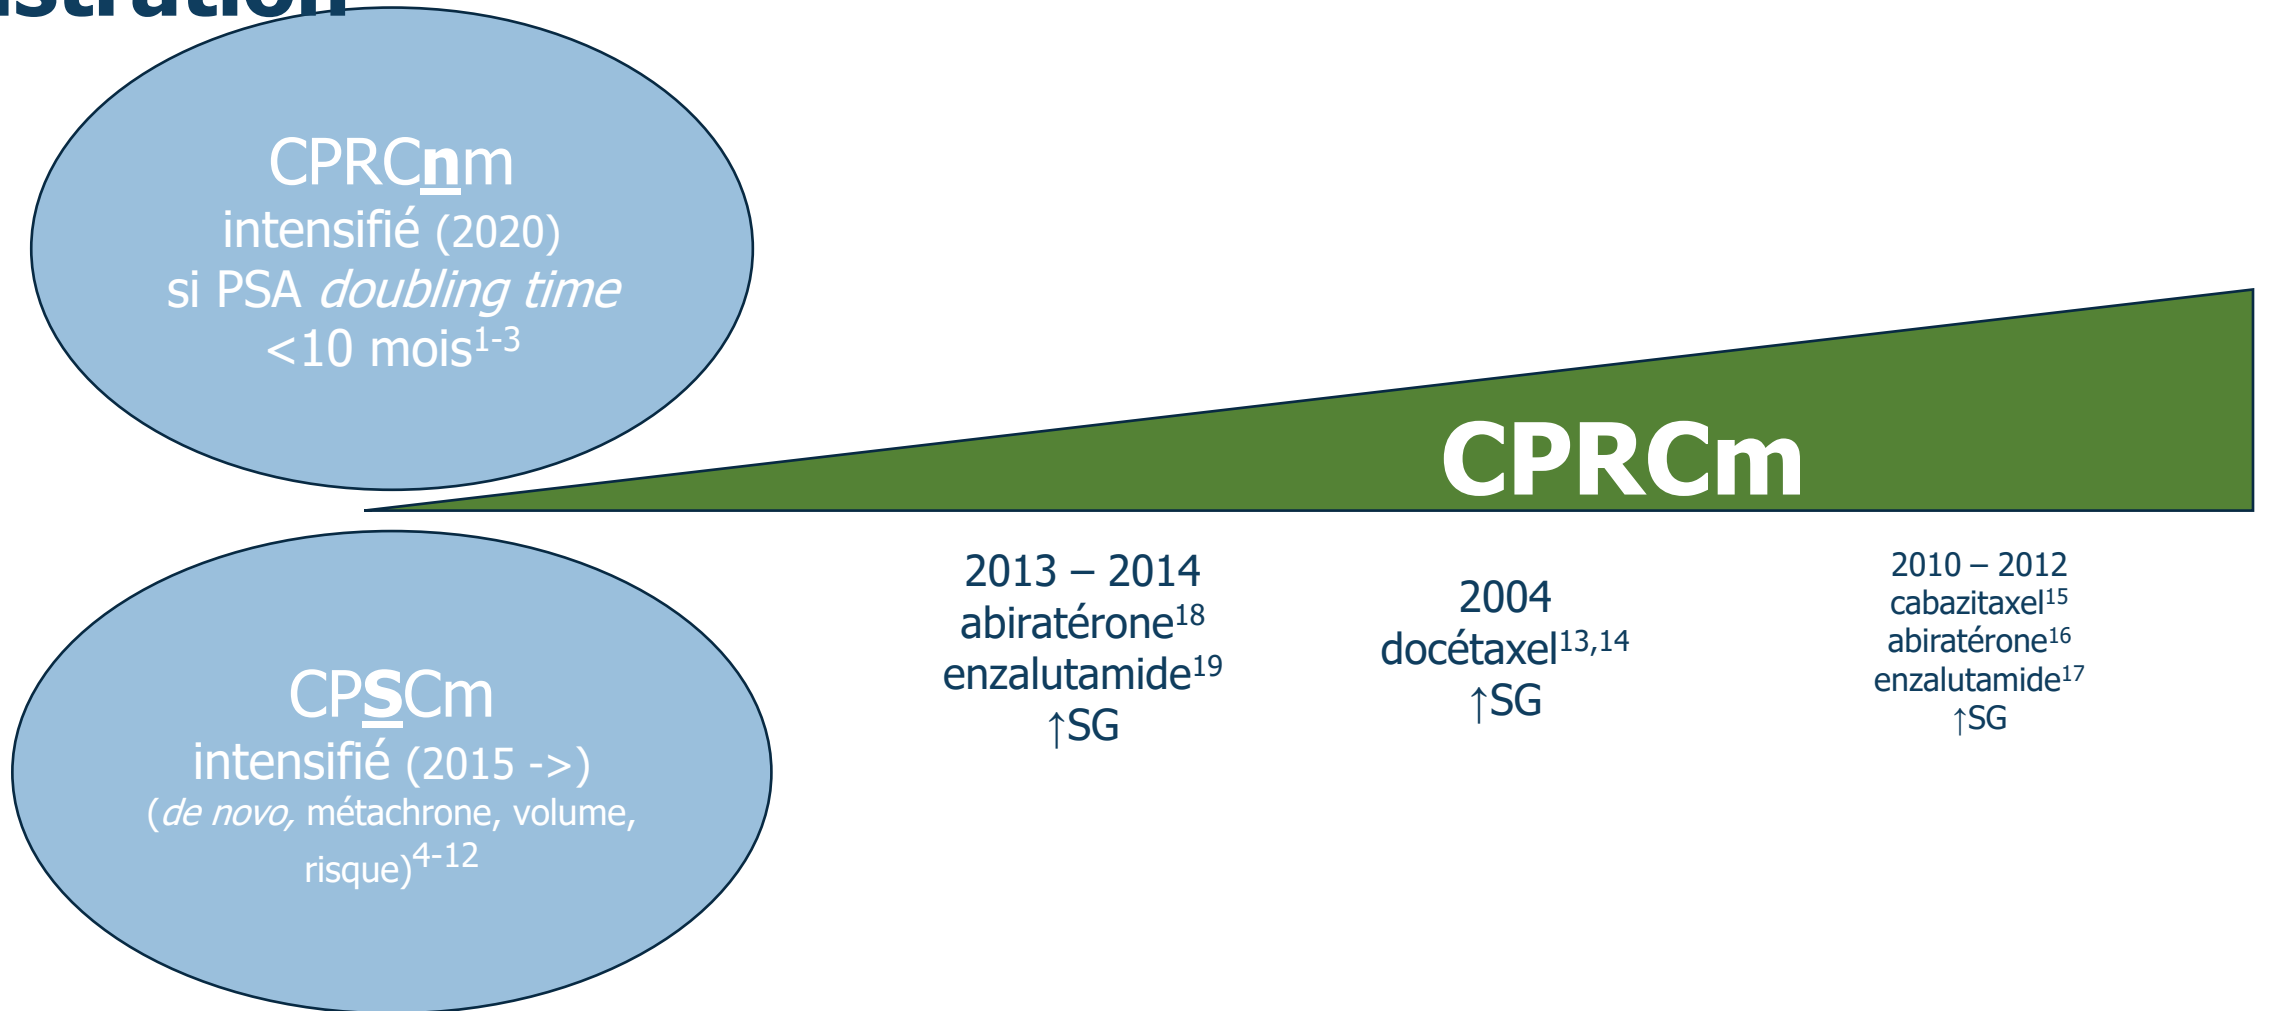 CPRCnm
intensifié (2020)
si PSA doubling time
<10 mois1-3
CPRCm
CPSCm
intensifié (2015 ->)
(de novo, métachrone, volume,
risque)4-12
2013 – 2014
abiratérone18
enzalutamide19
↑SG
2004
docétaxel13,14
↑SG
2010 – 2012
cabazitaxel15
abiratérone16
enzalutamide17
↑SG